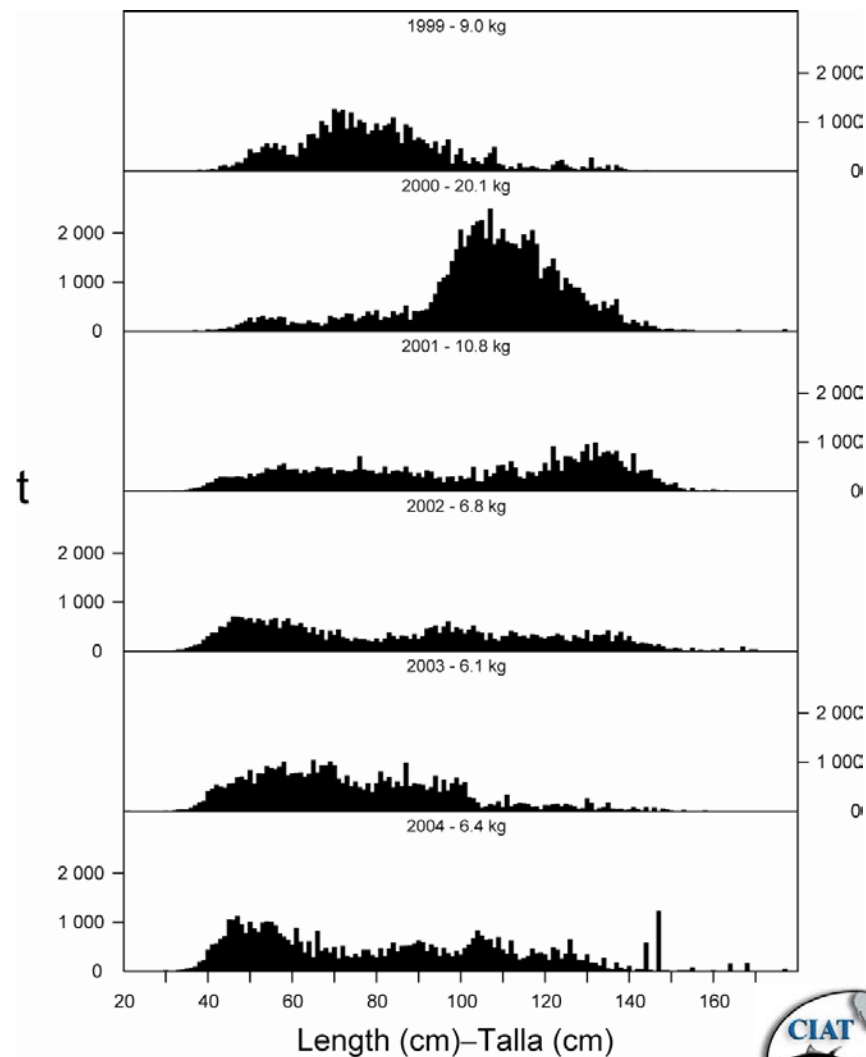 1999 - 9.0 kg
2 000
1 000
0
2000 - 20.1 kg
2 000
1 000
0
2001 - 10.8 kg
2 000
1 000
0
t
2002 - 6.8 kg
2 000
1 000
0
2003 - 6.1 kg
2 000
1 000
0
2004 - 6.4 kg
2 000
1 000
0
20 40 60 80 100 120 140 160
Length (cm)–Talla (cm)
CIAT